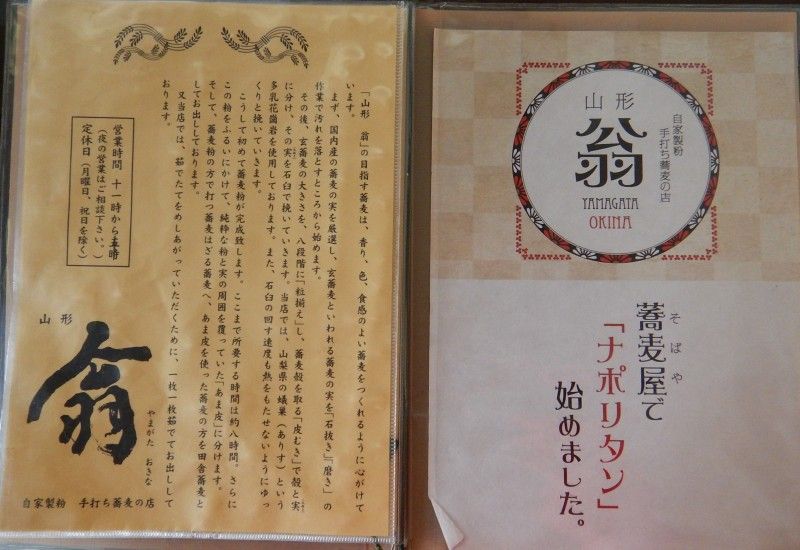 「山形　翁」の目指す蕎麦は、香り、色、食感のよい蕎麦をつくれるように心がけて
います。
まず、国内産の蕎麦の実を厳選し、玄蕎麦といわれる蕎麦の実を「石抜き」「磨き」の
作業で汚れを落とすところから始めます。
その後、玄蕎麦の大きさを、八段階に「粒揃え」し、蕎麦殻を取る「皮むき」で殻と実
に分け、その実を石臼で挽いていきます。当店では、山梨県の蟻巣（ありす）という
多乳花崗岩を使用しております。また、石臼の回す速度も熱をもたせないようにゆっ
くりと挽いていきます。
こうして初めて蕎麦粉が完成致します。ここまで所要する時間は約八時間。さらに
この粉をふるいにかけて、純粋な粉と実の周囲を覆っていた「あま皮」に分けます。
そして、蕎麦粉の方で打つ蕎麦はざる蕎麦へ、あま皮を使った蕎麦の方を田舎蕎麦と
してお出ししております。
又当店では、茹でたてをめしあがっていただくために、一枚一枚茹でてお出しして
おります。
営業時間　十一時から
（夜の営業はご相談下さい。）
定休日（月曜日、祝日を除く）
山形
翁
やまがた　おきな
自家製粉　手打ち蕎麦の店
自家製粉
手打ち蕎麦の店
山形
翁
YAMAGATA
OKINA
蕎麦屋で
そばや
「ナポリタン」
始めました。